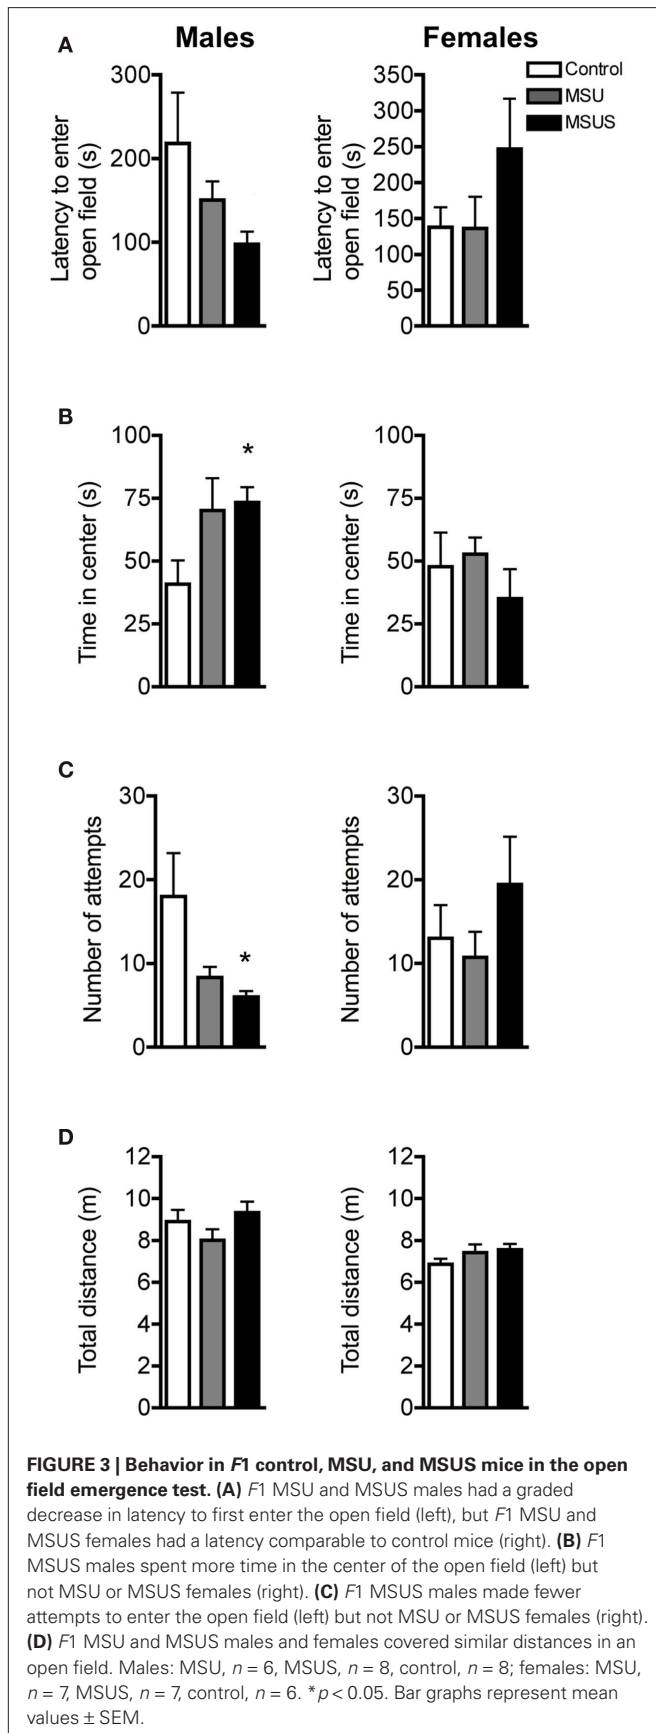 Males
Females
A
300
200
100
0
Latency to enter
open field (s)
350
300
250
200
150
100
50
0
Latency to enter
open field (s)
Control
MSU
MSUS
B
100
75
50
25
0
Time in center (s)
*
100
75
50
25
0
Time in center (s)
C
30
20
10
0
Number of attempts
*
30
20
10
0
Number of attempts
D
12
10
8
6
4
2
0
Total distance (m)
12
10
8
6
4
2
0
Total distance (m)
FIGURE 3 | Behavior in F1 control, MSU, and MSUS mice in the open
field emergence test. (A) F1 MSU and MSUS males had a graded
decrease in latency to first enter the open field (left), but F1 MSU and
MSUS females had a latency comparable to control mice (right). (B) F1
MSUS males spent more time in the center of the open field (left) but
not MSU or MSUS females (right). (C) F1 MSUS males made fewer
attempts to enter the open field (left) but not MSU or MSUS females (right).
(D) F1 MSU and MSUS males and females covered similar distances in an
open field. Males: MSU, n = 6, MSUS, n = 8, control, n = 8; females: MSU,
n = 7, MSUS, n = 7, control, n = 6. *p < 0.05. Bar graphs represent mean
values ± SEM.